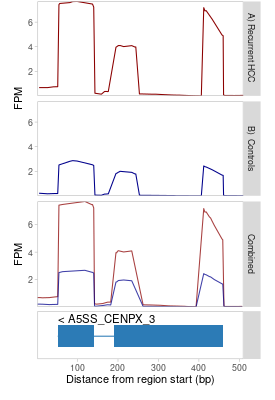 FPM
6
4
2
A) Recurrent HCC
6
4
2
B) Controls
FPM
6
4
2
Combined
< A5SS_CENPX_3
100 200 300 400 500
Distance from region start (bp)